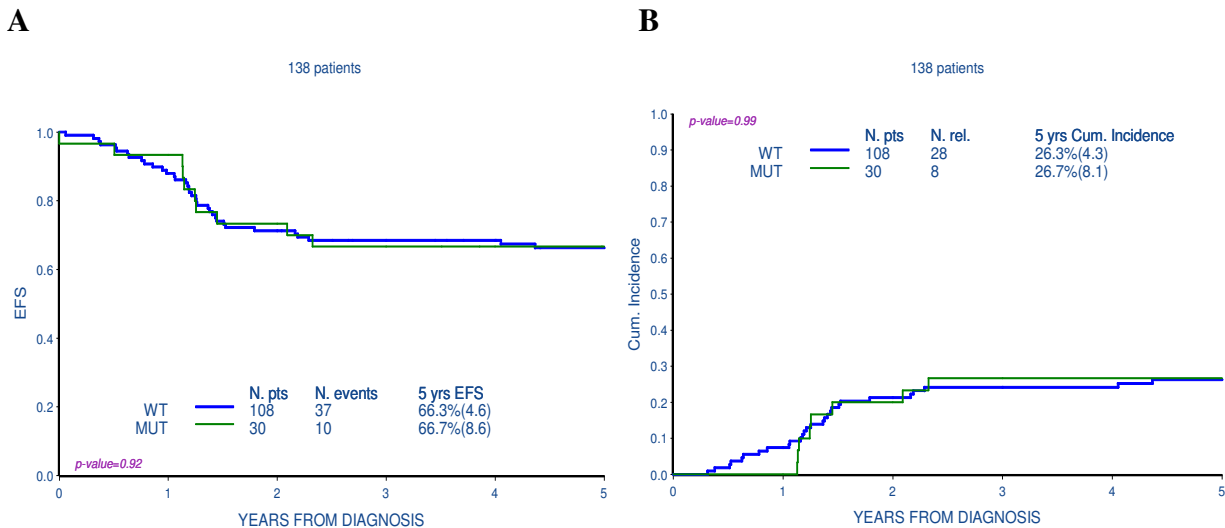 A
138 patients
1.0
0.8
0.6
0.4
0.2
0.0
EFS
N. pts N. events 5 yrs EFS
WT 108 37 66.3%(4.6)
MUT 30 10 66.7%(8.6)
p-value=0.92
0 1 2 3 4 5
YEARS FROM DIAGNOSIS
B
138 patients
1.0
0.9
0.8
0.7
0.6
0.5
0.4
0.3
0.2
0.1
0.0
Cum. Incidence
p-value=0.99
N. pts N. rel. 5 yrs Cum. Incidence
WT 108 28 26.3%(4.3)
MUT 30 8 26.7%(8.1)
0 1 2 3 4 5
YEARS FROM DIAGNOSIS